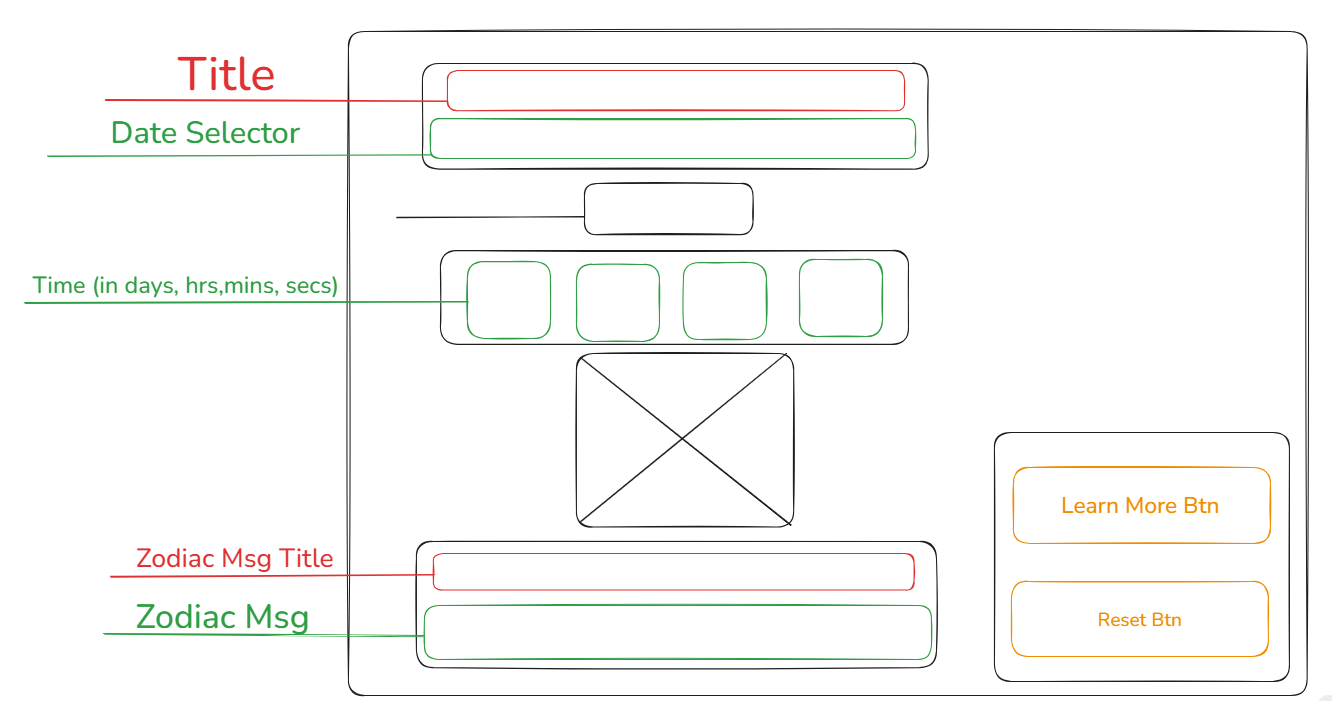 Title
Date Selector
Time (in days, hrs,mins, secs)
Learn More Btn
Zodiac Msg Title
Zodiac Msg
Reset Btn